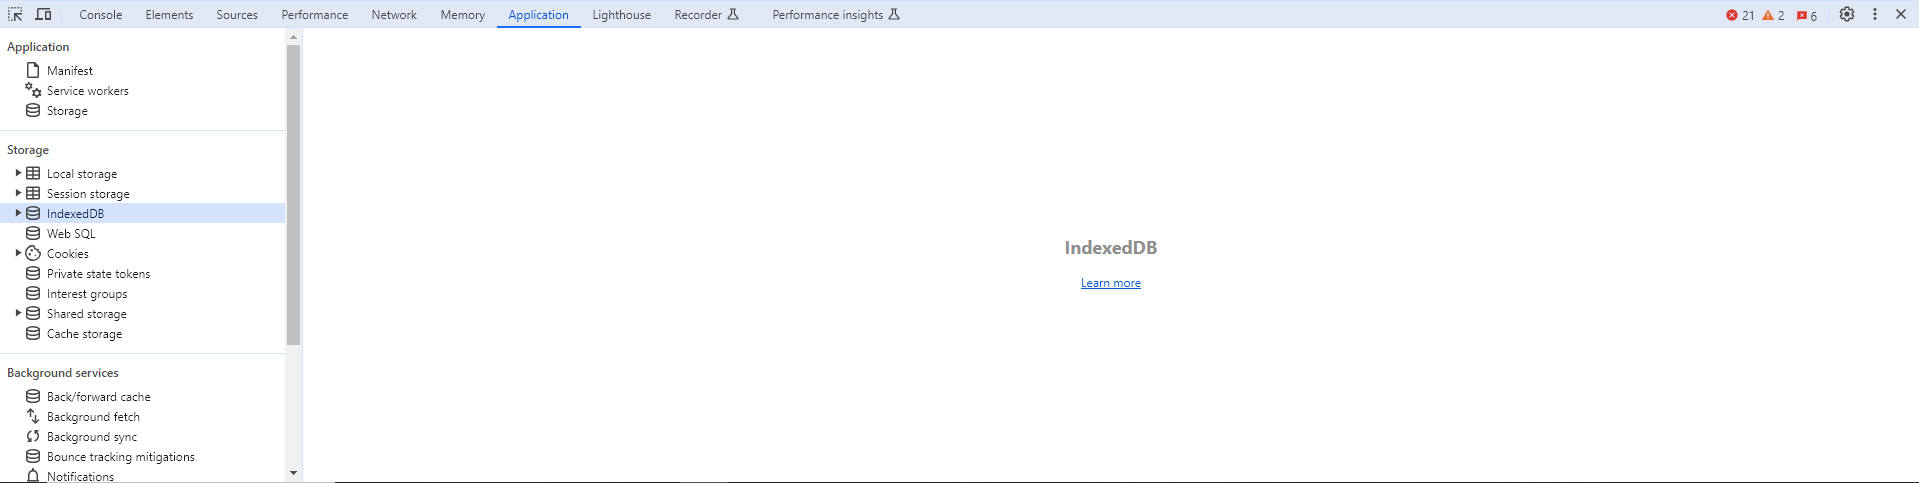 Console Elements Sources Performance Network Memory Application Lighthouse Recorder Performance insights 21 2 6
Application
Manifest
Service workers
Storage
Storage
Local storage
Session storage
IndexedDB
Web SQL
Cookies
Private state tokens
Interest groups
Shared storage
Cache storage
Background services
Back/forward cache
Background fetch
Background sync
Bounce tracking mitigations
Notifications
IndexedDB
Learn more